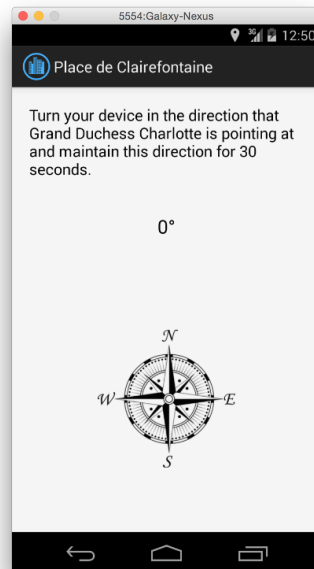 5554:Galaxy-Nexus
3G 12:50
Place de Clairefontaine
Turn your device in the direction that
Grand Duchess Charlotte is pointing at
and maintain this direction for 30
seconds.
0°
N
W E
S